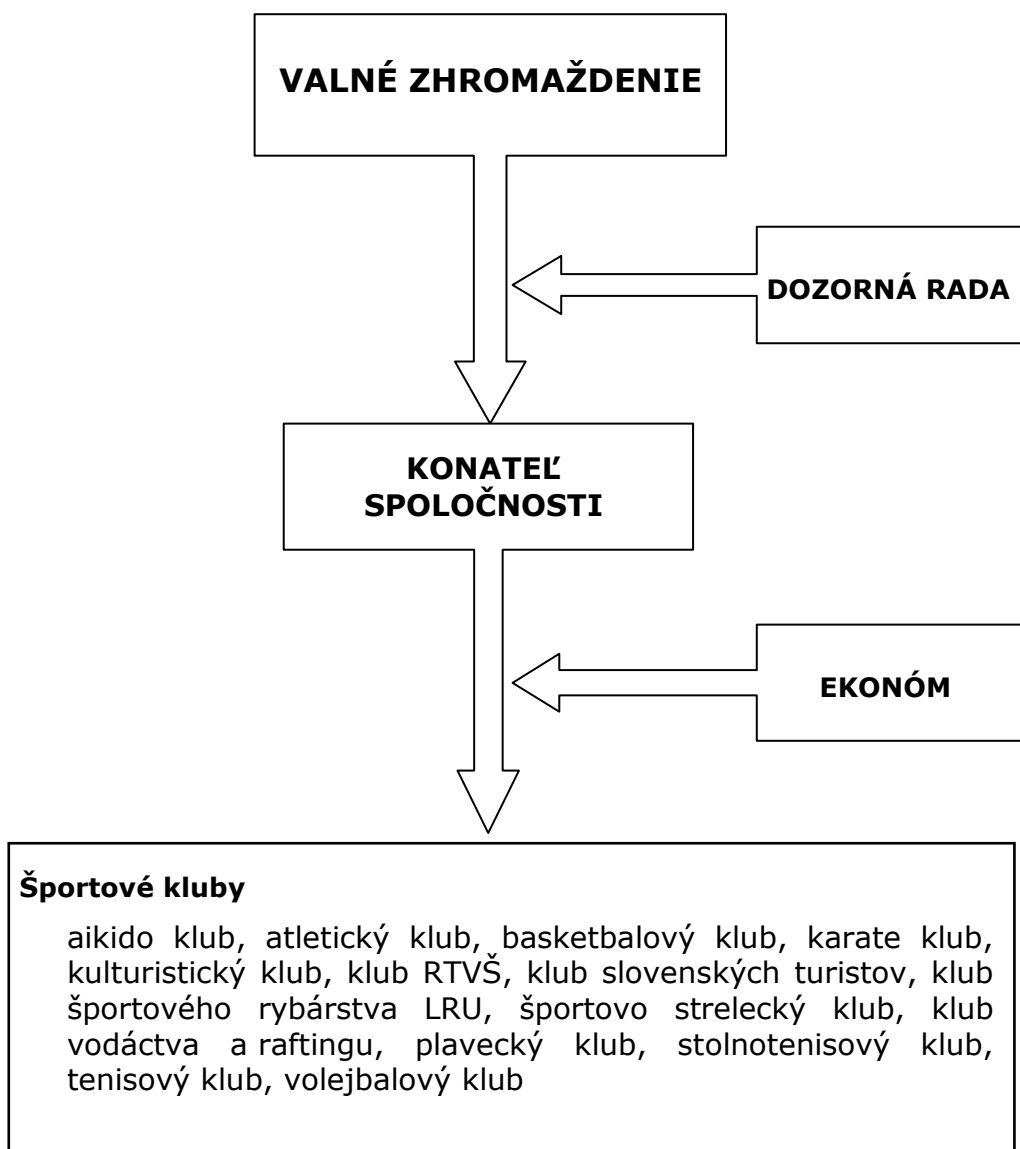 VALNÉ ZHROMAŽDENIE
DOZORNÁ RADA
KONATEĽ
SPOLOČNOSTI
EKONÓM
Športové kluby
aikido klub, atletický klub, basketbalový klub, karate klub,
kulturistický klub, klub RTVŠ, klub slovenských turistov, klub
športového rybárstva LRU, športovo strelecký klub, klub
vodáctva a raftingu, plavecký klub, stolnotenisový klub,
tenisový klub, volejbalový klub